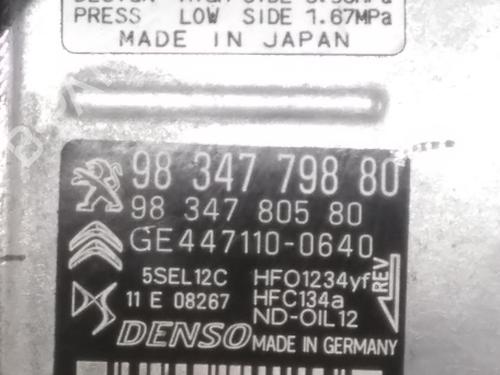 PRESS LOW SIDE 1.67MPa
MADE IN JAPAN
98 347 798 80
98 347 805 80
GE447110-0640
5SEL12C HFO1234yf
11 E 08267 HFC134a
ND-OIL12
REV
DENSO MADE IN GERMANY